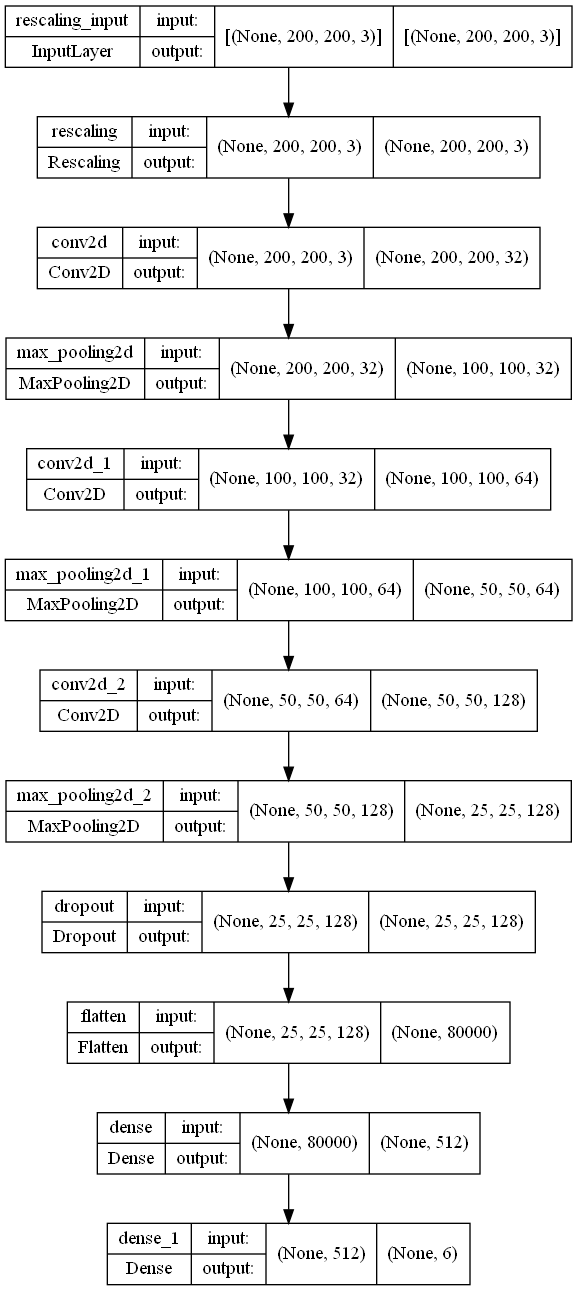 rescaling_input input: [(None, 200, 200, 3)] [(None, 200, 200, 3)]
InputLayer output:
rescaling input: (None, 200, 200, 3) (None, 200, 200, 3)
Rescaling output:
conv2d input: (None, 200, 200, 3) (None, 200, 200, 32)
Conv2D output:
max_pooling2d input: (None, 200, 200, 32) (None, 100, 100, 32)
MaxPooling2D output:
conv2d_1 input: (None, 100, 100, 32) (None, 100, 100, 64)
Conv2D output:
max_pooling2d_1 input: (None, 100, 100, 64) (None, 50, 50, 64)
MaxPooling2D output:
conv2d_2 input: (None, 50, 50, 64) (None, 50, 50, 128)
Conv2D output:
max_pooling2d_2 input: (None, 50, 50, 128) (None, 25, 25, 128)
MaxPooling2D output:
dropout input: (None, 25, 25, 128) (None, 25, 25, 128)
Dropout output:
flatten input: (None, 25, 25, 128) (None, 80000)
Flatten output:
dense input: (None, 80000) (None, 512)
Dense output:
dense_1 input: (None, 512) (None, 6)
Dense output: